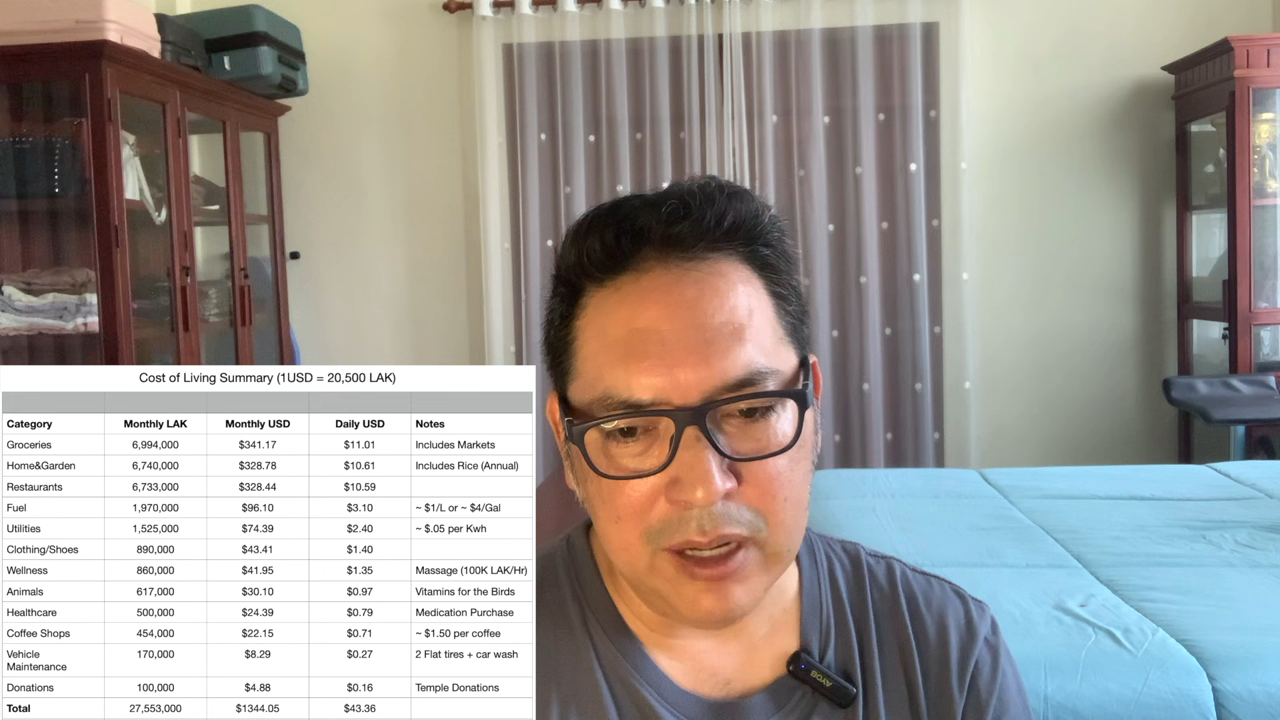 Cost of Living Summary (1USD = 20,500 LAK)
Category Monthly LAK Monthly USD Daily USD Notes
Groceries 6,994,000 $341.17 $11.01 Includes Markets
Home&Garden 6,740,000 $328.78 $10.61 Includes Rice (Annual)
Restaurants 6,733,000 $328.44 $10.59
Fuel 1,970,000 $96.10 $3.10 ~ $1/L or ~ $4/Gal
Utilities 1,525,000 $74.39 $2.40 ~ $.05 per Kwh
Clothing/Shoes 890,000 $43.41 $1.40
Wellness 860,000 $41.95 $1.35 Massage (100K LAK/Hr)
Animals 617,000 $30.10 $0.97 Vitamins for the Birds
Healthcare 500,000 $24.39 $0.79 Medication Purchase
Coffee Shops 454,000 $22.15 $0.71 ~ $1.50 per coffee
Vehicle Maintenance 170,000 $8.29 $0.27 2 Flat tires + car wash
Donations 100,000 $4.88 $0.16 Temple Donations
Total 27,553,000 $1344.05 $43.36
AYOB